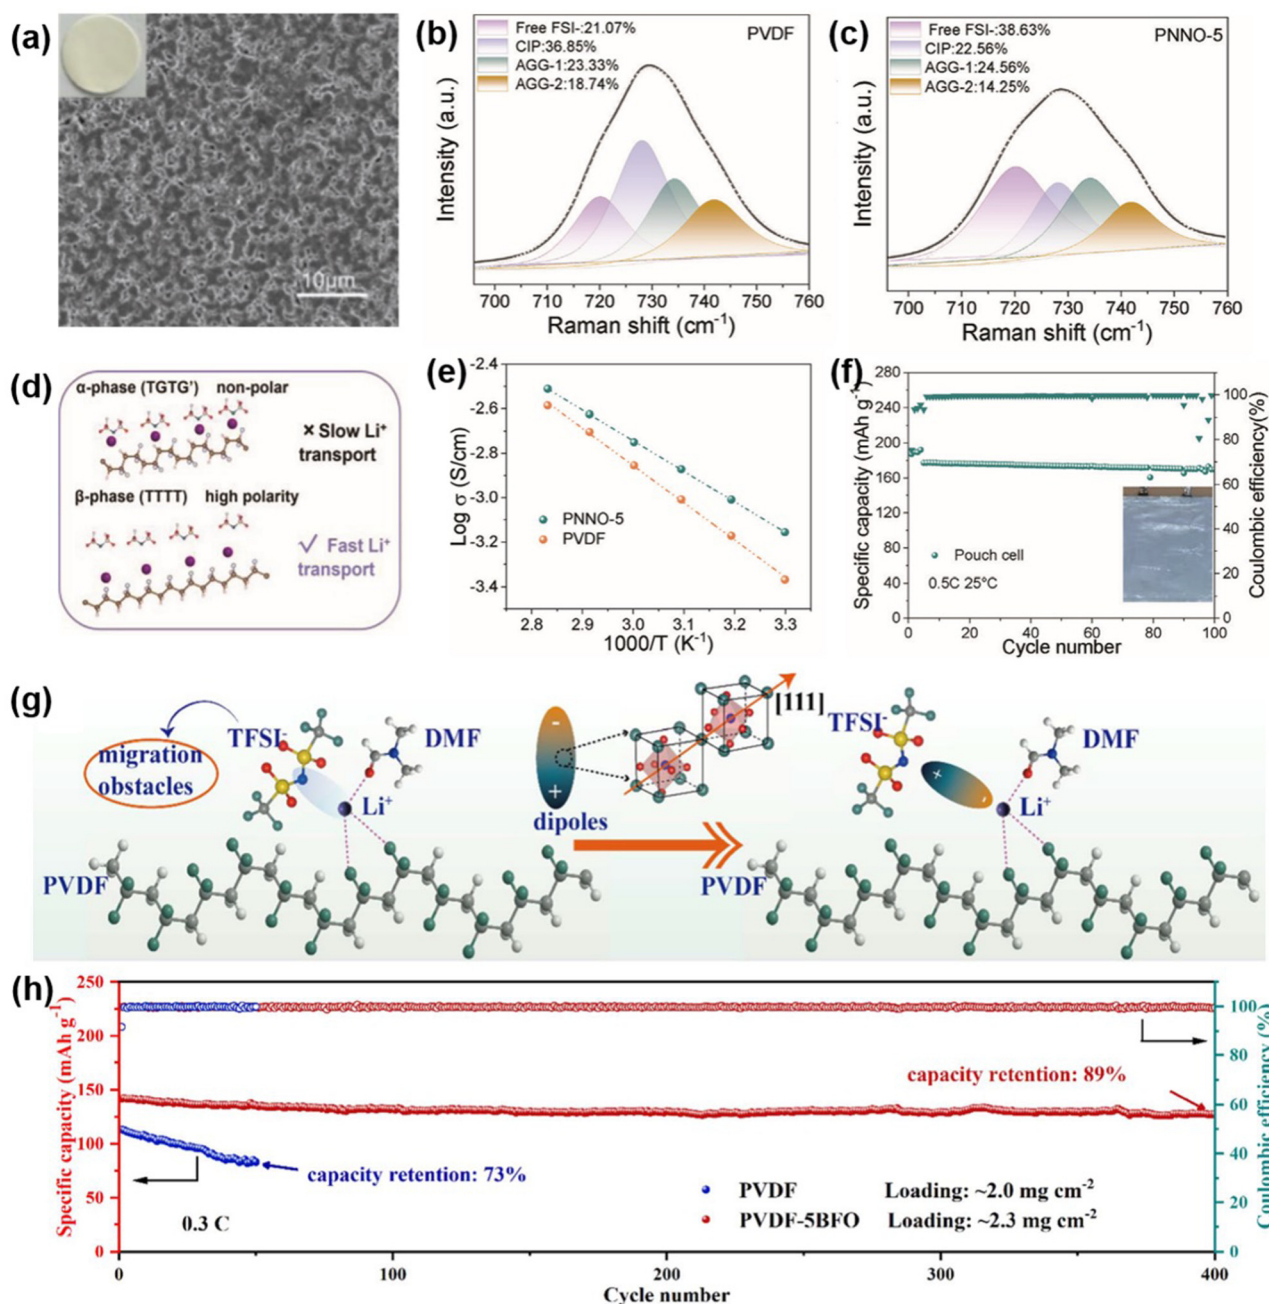 (a)
10μm
(b)
Free FSI-:21.07%
CIP:36.85%
AGG-1:23.33%
AGG-2:18.74%
PVDF
Intensity (a.u.)
700 710 720 730 740 750 760
Raman shift (cm⁻¹)
(c)
Free FSI-:38.63%
CIP:22.56%
AGG-1:24.56%
AGG-2:14.25%
PNNO-5
Intensity (a.u.)
700 710 720 730 740 750 760
Raman shift (cm⁻¹)
(d)
α-phase (TGTG') non-polar
× Slow Li⁺
transport
β-phase (TTTT) high polarity
√ Fast Li⁺
transport
(e)
Log σ (S/cm)
-2.4
-2.6
-2.8
-3.0
-3.2
-3.4
PNNO-5
PVDF
2.8 2.9 3.0 3.1 3.2 3.3
1000/T (K⁻¹)
(f)
Specific capacity (mAh g⁻¹)
280
240
200
160
120
80
40
0
Pouch cell
0.5C 25°C
100
80
60
40
20
0
Coulombic efficiency(%)
0 20 40 60 80 100
Cycle number
(g)
migration
obstacles
TFSI⁻
DMF
Li⁺
PVDF
-
+
dipoles
[111]
TFSI⁻
DMF
+
-
Li⁺
PVDF
(h)
Specific capacity (mAh g⁻¹)
250
225
200
150
100
50
0
capacity retention: 89%
capacity retention: 73%
0.3 C
PVDF Loading: ~2.0 mg cm⁻²
PVDF-5BFO Loading: ~2.3 mg cm⁻²
100
80
60
40
20
0
Coulombic efficiency (%)
0 100 200 300 400
Cycle number